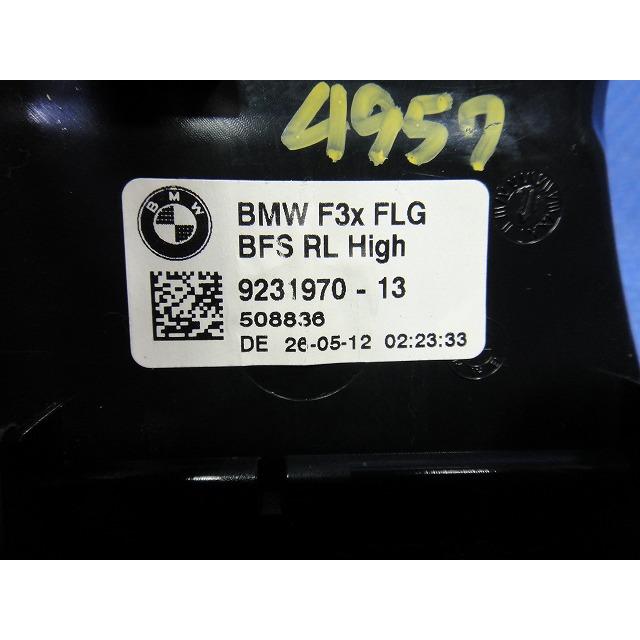 4957
BMW
BMW F3x FLG
BFS RL High
9231970 - 13
508836
DE 26-05-12 02:23:33